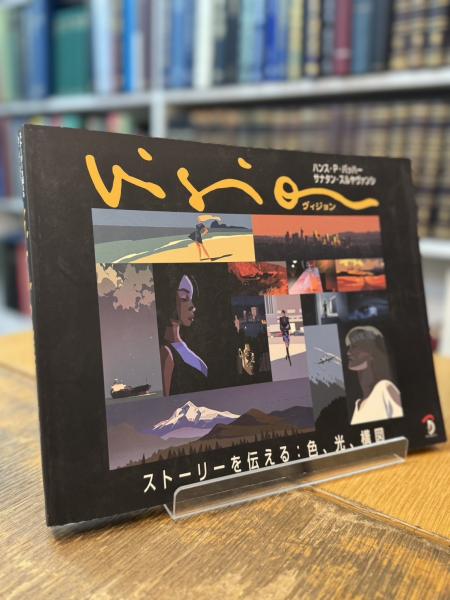 vision
ハンス・P・バッハー
サナタン・スルヤヴァンシ
ヴィジョン
ストーリーを伝える：色、光、構図